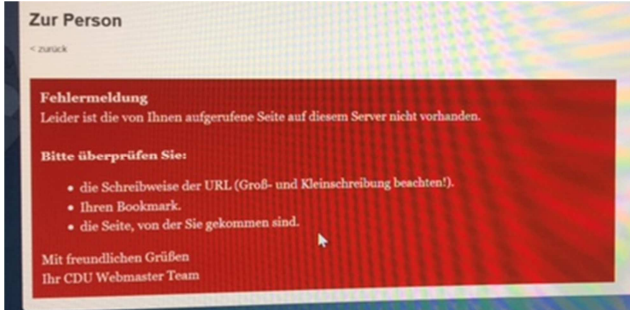 Zur Person
< zurück
Fehlermeldung
Leider ist die von Ihnen aufgerufene Seite auf diesem Server nicht vorhanden.
Bitte überprüfen Sie:
• die Schreibweise der URL (Groß- und Kleinschreibung beachten!).
• Ihren Bookmark.
• die Seite, von der Sie gekommen sind.
Mit freundlichen Grüßen
Ihr CDU Webmaster Team